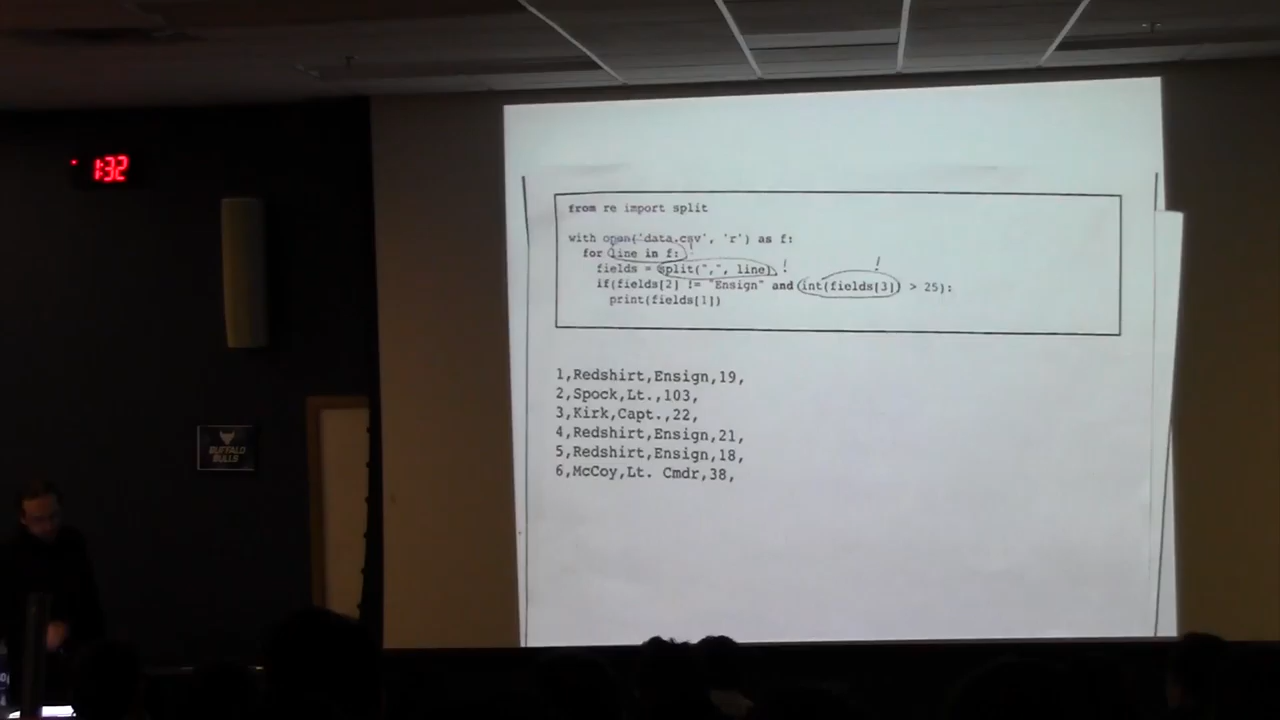 1:32
from re import split
with open('data.csv', 'r') as f:
for line in f:
fields = split(",", line)
if(fields[2] != "Ensign" and int(fields[3]) > 25):
print(fields[1])
1,Redshirt,Ensign,19,
2,Spock,Lt.,103,
3,Kirk,Capt.,22,
4,Redshirt,Ensign,21,
5,Redshirt,Ensign,18,
6,McCoy,Lt. Cmdr,38,
BUFFALO
BULLS